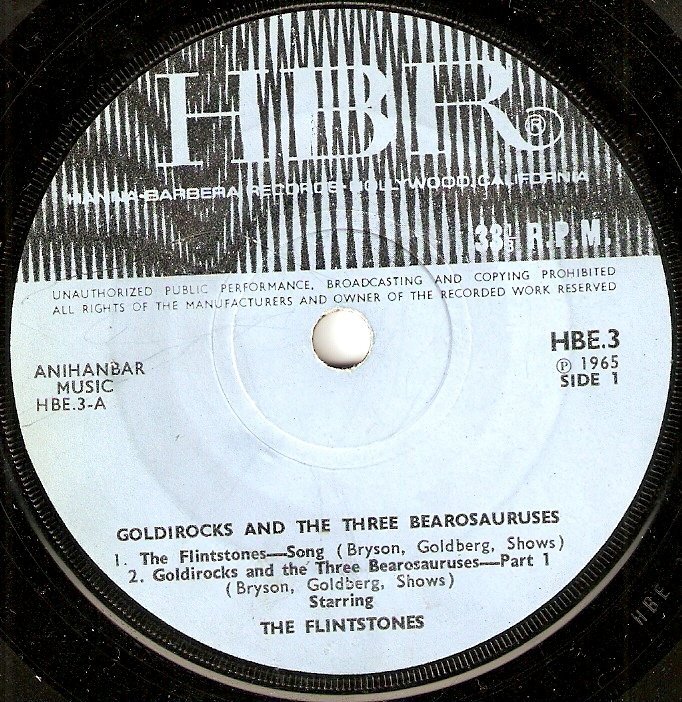 HBR®
HANNA-BARBERA RECORDS·HOLLYWOOD, CALIFORNIA
33⅓ R.P.M.
UNAUTHORIZED PUBLIC PERFORMANCE, BROADCASTING AND COPYING PROHIBITED
ALL RIGHTS OF THE MANUFACTURERS AND OWNER OF THE RECORDED WORK RESERVED
ANIHANBAR
MUSIC
HBE.3-A
HBE.3
℗ 1965
SIDE 1
GOLDIROCKS AND THE THREE BEAROSAURUSES
1. The Flintstones—Song (Bryson, Goldberg, Shows)
2. Goldirocks and the Three Bearosauruses—Part 1
(Bryson, Goldberg, Shows)
Starring
THE FLINTSTONES
HBE